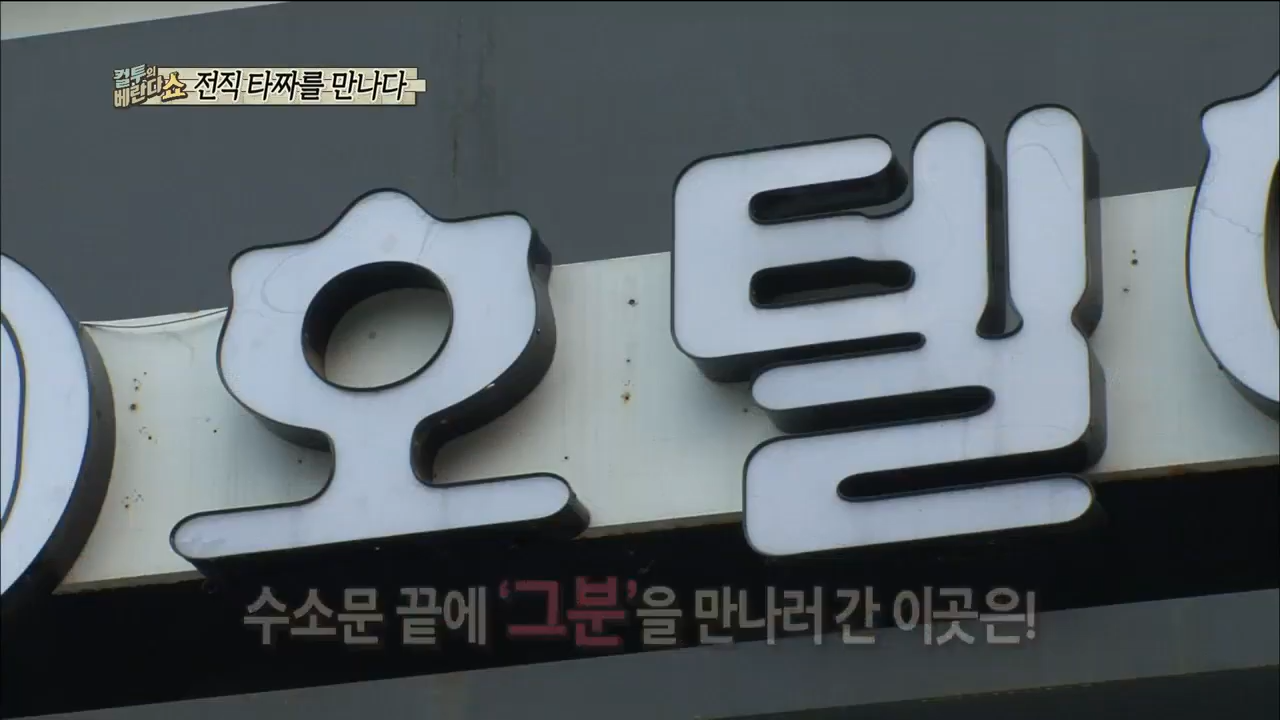 컬투의 베란다쇼 전직 타짜를 만나다
오텔
수소문 끝에 '그분'을 만나러 간 이곳은!